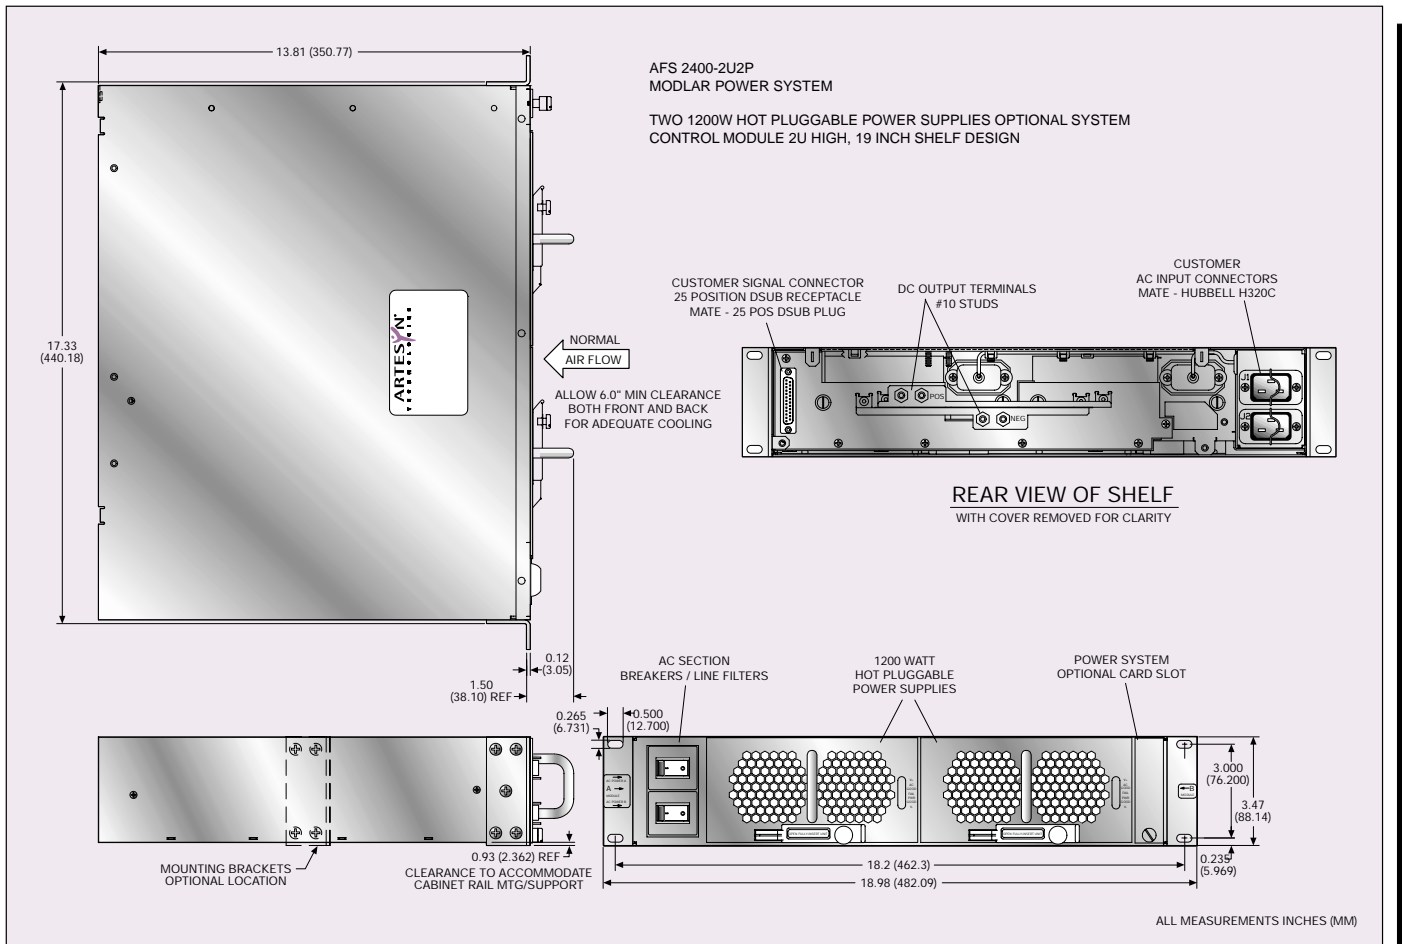 13.81 (350.77)
AFS 2400-2U2P
MODLAR POWER SYSTEM
TWO 1200W HOT PLUGGABLE POWER SUPPLIES OPTIONAL SYSTEM
CONTROL MODULE 2U HIGH, 19 INCH SHELF DESIGN
17.33
(440.18)
ARTESYN
NORMAL
AIR FLOW
ALLOW 6.0" MIN CLEARANCE
BOTH FRONT AND BACK
FOR ADEQUATE COOLING
CUSTOMER SIGNAL CONNECTOR
25 POSITION DSUB RECEPTACLE
MATE - 25 POS DSUB PLUG
DC OUTPUT TERMINALS
#10 STUDS
CUSTOMER
AC INPUT CONNECTORS
MATE - HUBBELL H320C
POS
NEG
J1
J2
REAR VIEW OF SHELF
WITH COVER REMOVED FOR CLARITY
0.12
(3.05)
1.50
(38.10) REF
0.265
(6.731)
0.500
(12.700)
AC SECTION
BREAKERS / LINE FILTERS
1200 WATT
HOT PLUGGABLE
POWER SUPPLIES
POWER SYSTEM
OPTIONAL CARD SLOT
A
B
3.000
(76.200)
3.47
(88.14)
0.235
(5.969)
18.2 (462.3)
18.98 (482.09)
MOUNTING BRACKETS
OPTIONAL LOCATION
0.93 (2.362) REF
CLEARANCE TO ACCOMMODATE
CABINET RAIL MTG/SUPPORT
ALL MEASUREMENTS INCHES (MM)